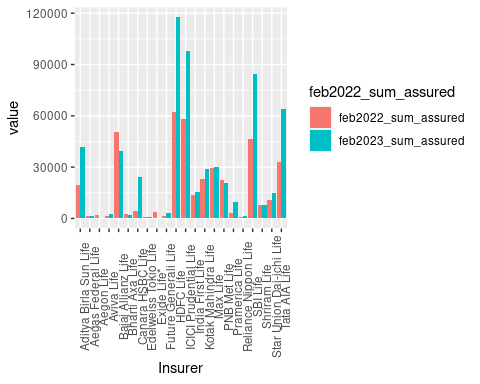 120000
90000
60000
30000
0
value
Aditya Birla Sun Life
Aegas Federal Life
Aegon Life
Aviva Life
Bajaj Allianz Life
Bharti Axa Life
Canara HSBC Life
Edelweiss Tokio Life
Exide Life*
Future Generali Life
HDFC Life
ICICI Prudential Life
India First Life
Kotak Mahindra Life
Max Life
PNB Met Life
Pramerica Life
Reliance Nippon Life
SBI Life
Shriram Life
Star Union Dai-ichi Life
Tata AIA Life
Insurer
feb2022_sum_assured
feb2022_sum_assured
feb2023_sum_assured